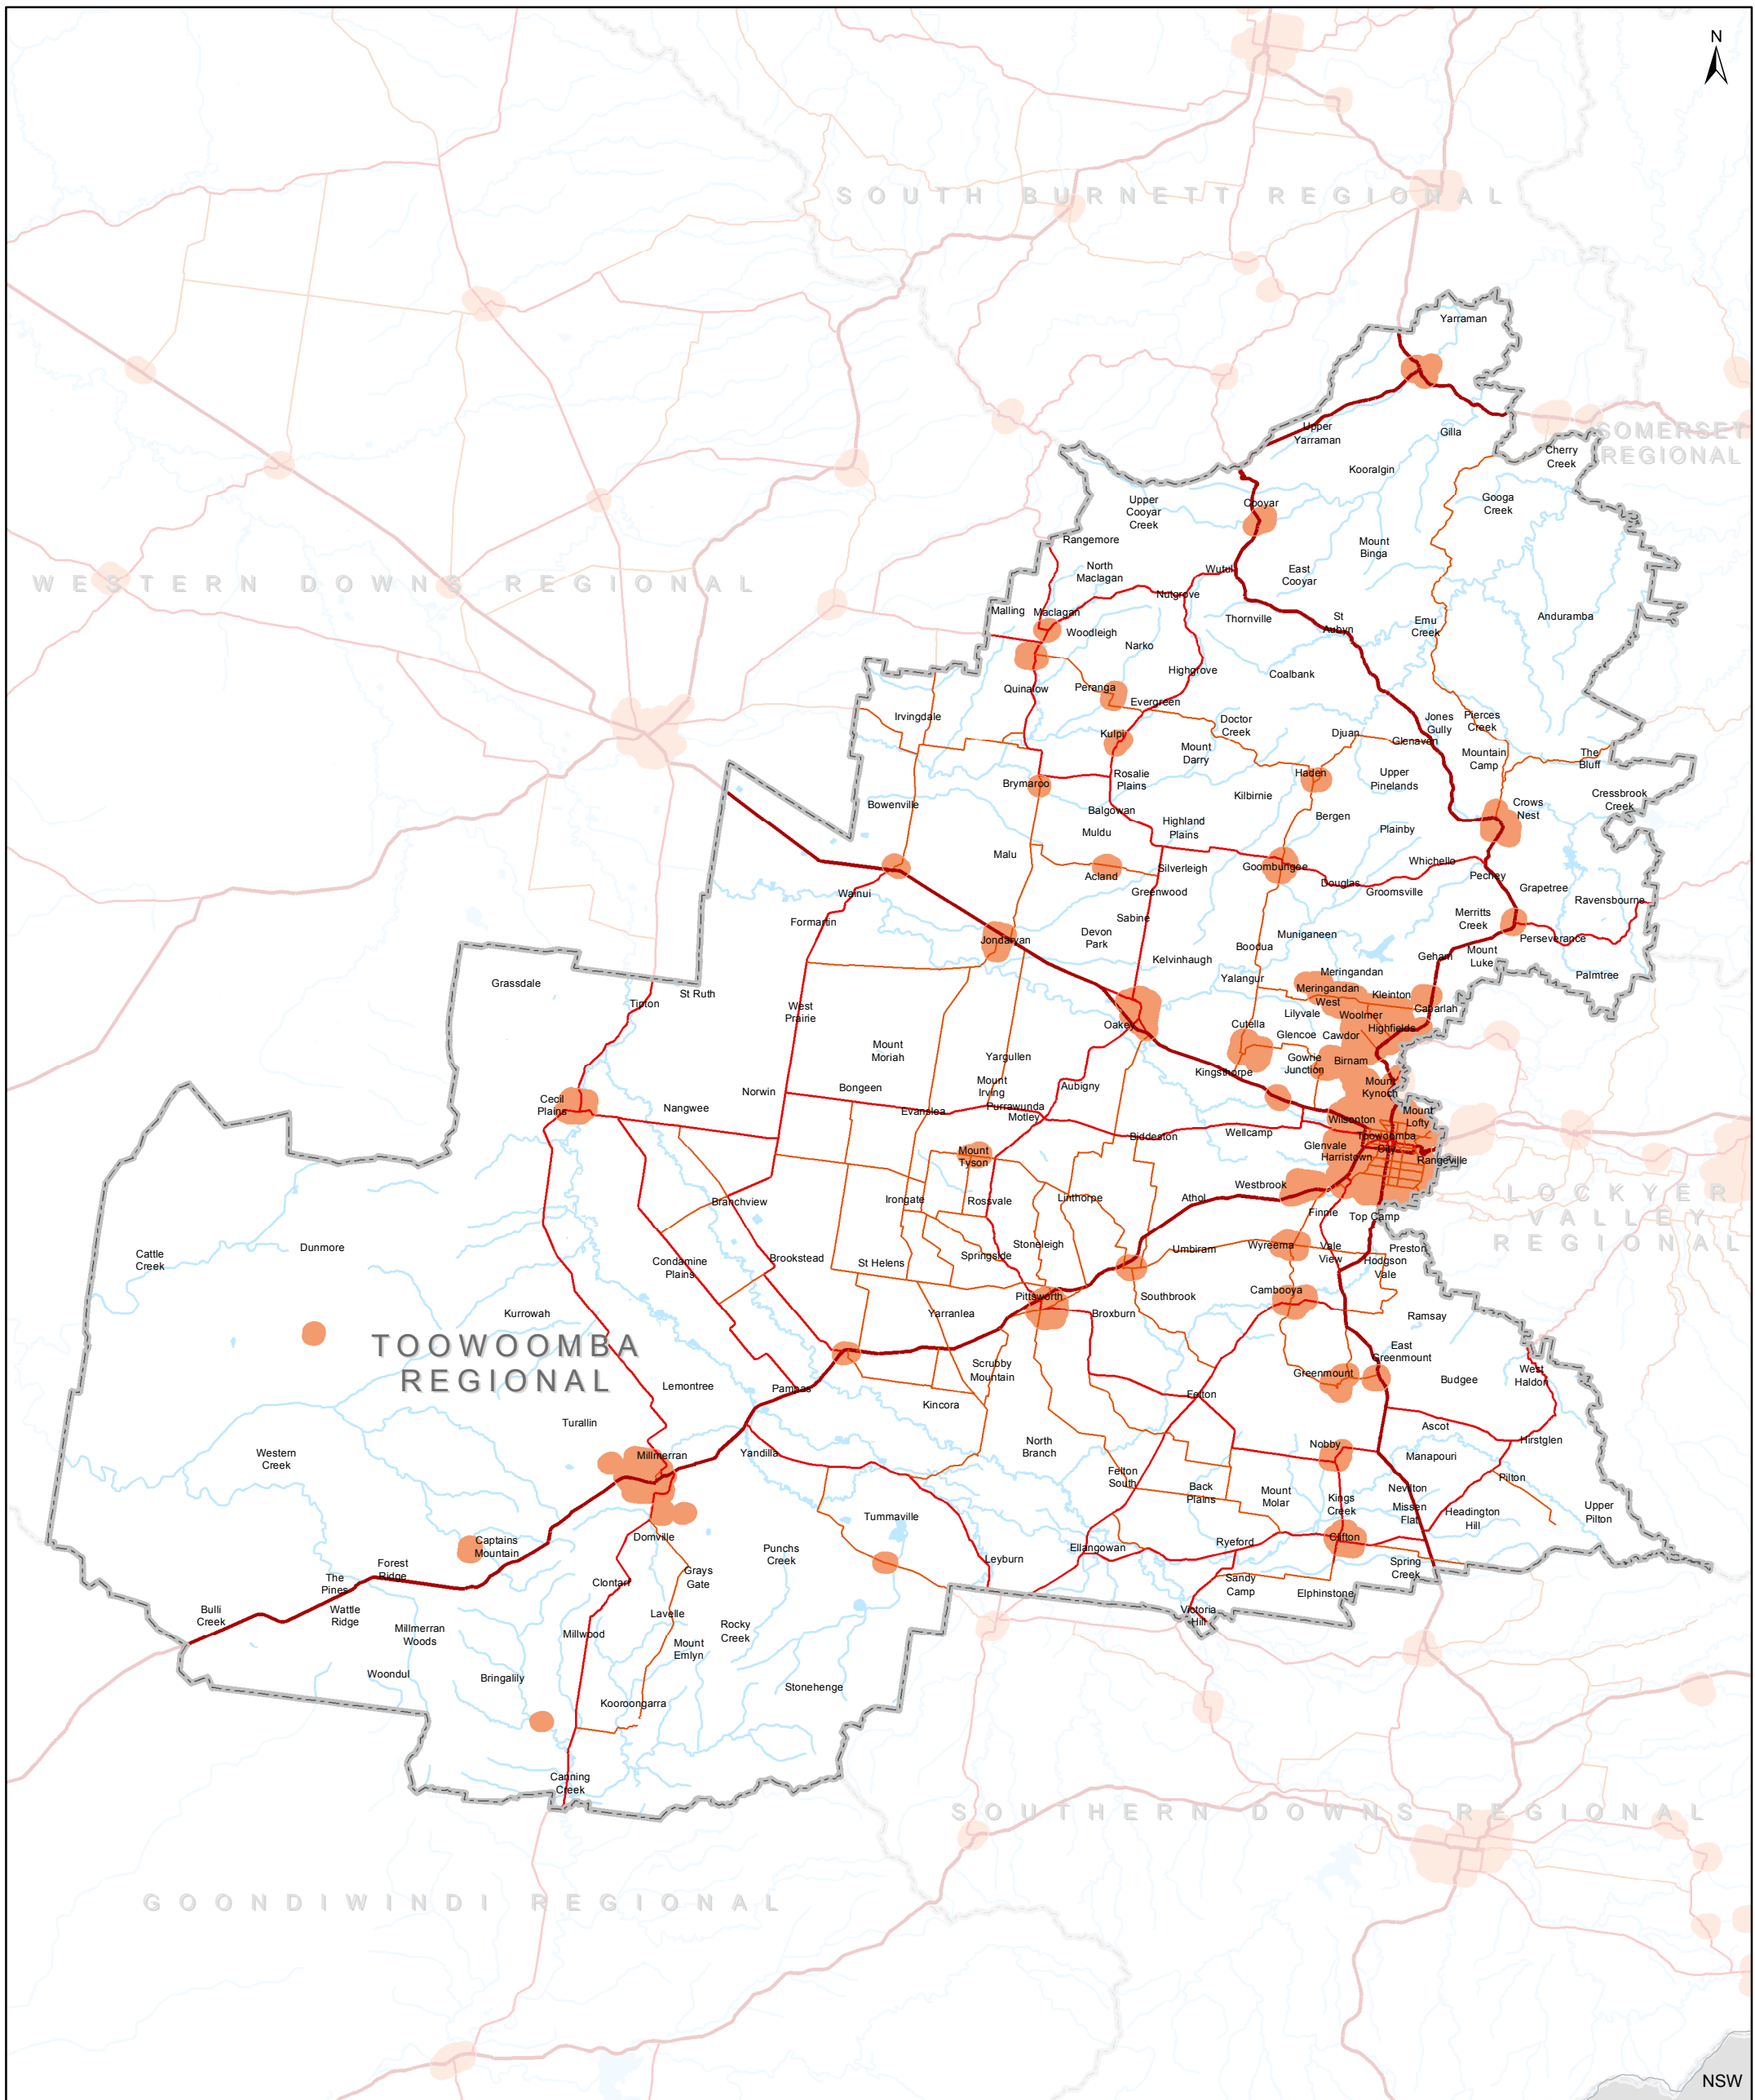 N
SOUTH BURNETT REGIONAL
Yarraman
Upper
Yarraman
Gilla
SOMERSET
REGIONAL
Cherry
Creek
Kooralgin
Googa
Creek
Upper
Cooyar
Creek
Cooyar
Rangemore
Mount
Binga
WESTERN DOWNS REGIONAL
North
Maclagan
Wutul
East
Cooyar
Nutgrove
Malling
Maclagan
Thornville
St
Aubyn
Emu
Creek
Anduramba
Woodleigh
Narko
Highgrove
Coalbank
Quinalow
Peranga
Evergreen
Irvingdale
Doctor
Creek
Jones
Gully
Pierces
Creek
Kulpi
Djuan
Glenaven
Mount
Darry
Mountain
Camp
The
Bluff
Brymaroo
Rosalie
Plains
Haden
Upper
Pinelands
Kilbirnie
Cressbrook
Creek
Bowenville
Balgowan
Crows
Nest
Bergen
Highland
Plains
Muldu
Plainby
Malu
Acland
Silverleigh
Goombungee
Whichello
Douglas
Pechey
Wainui
Greenwood
Groomsville
Grapetree
Ravensbourne
Formartin
Sabine
Merritts
Creek
Jondaryan
Devon
Park
Boodua
Muniganeen
Perseverance
Kelvinhaugh
Geham
Mount
Luke
Grassdale
Yalangur
Meringandan
Palmtree
St Ruth
Tipton
Meringandan
West
Kleinton
Cabarlah
West
Prairie
Lilyvale
Woolmer
Oakey
Cutella
Glencoe
Cawdor
Highfields
Mount
Moriah
Yargullen
Gowrie
Junction
Birnam
Kingsthorpe
Mount
Irving
Aubigny
Mount
Kynoch
Cecil
Plains
Norwin
Bongeen
Nangwee
Evanslea
Purrawunda
Motley
Wilsonton
Mount
Lofty
Biddeston
Wellcamp
Toowoomba
City
Glenvale
Harristown
Rangeville
Mount
Tyson
Westbrook
LOCKYER
VALLEY
REGIONAL
Branchview
Irongate
Rossvale
Linthorpe
Athol
Finnie
Top Camp
Cattle
Creek
Dunmore
Condamine
Plains
Brookstead
St Helens
Springside
Stoneleigh
Umbiram
Wyreema
Vale
View
Preston
Hodgson
Vale
Kurrowah
Pittsworth
Southbrook
Cambooya
Yarranlea
Broxburn
Ramsay
TOOWOOMBA
REGIONAL
East
Greenmount
Scrubby
Mountain
Greenmount
West
Haldon
Lemontree
Pampas
Felton
Budgee
Kincora
Turallin
Ascot
Western
Creek
Millmerran
Yandilla
North
Branch
Nobby
Hirstglen
Manapouri
Felton
South
Back
Plains
Mount
Molar
Kings
Creek
Nevilton
Pilton
Missen
Flat
Headington
Hill
Upper
Pilton
Tummaville
Captains
Mountain
Domville
Punchs
Creek
Ellangowan
Ryeford
Clifton
Leyburn
Forest
Ridge
Grays
Gate
Spring
Creek
The
Pines
Clontarf
Sandy
Camp
Elphinstone
Bulli
Creek
Wattle
Ridge
Lavelle
Rocky
Creek
Victoria
Hill
Millmerran
Woods
Millwood
Mount
Emlyn
Woondul
Bringalily
Stonehenge
Kooroongarra
Canning
Creek
SOUTHERN DOWNS REGIONAL
GOONDIWINDI REGIONAL
NSW